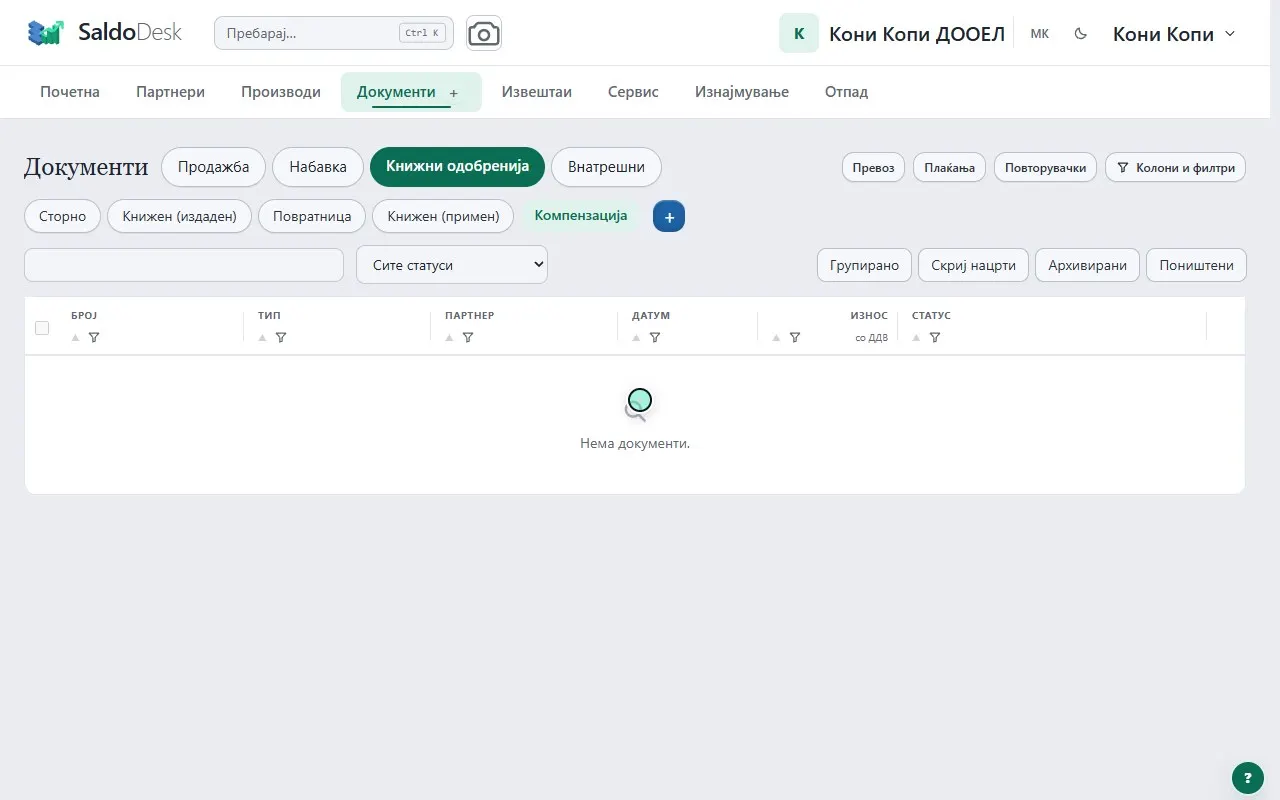 SaldoDesk
Пребарај... Ctrl K
К Кони Копи ДООЕЛ МК Кони Копи
Почетна Партнери Производи Документи + Извештаи Сервис Изнајмување Отпад
Документи Продажба Набавка Книжни одобренија Внатрешни Превоз Плаќања Повторувачки Колони и филтри
Сторно Книжен (издаден) Повратница Книжен (примен) Компензација +
Сите статуси Групирано Скриј нацрти Архивирани Поништени
БРОЈ ТИП ПАРТНЕР ДАТУМ ИЗНОС СТАТУС
со ДДВ
Нема документи.
?